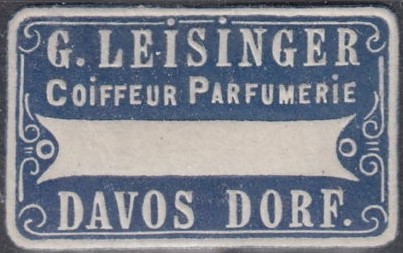 G. LEISINGER
COIFFEUR PARFUMERIE
DAVOS DORF.